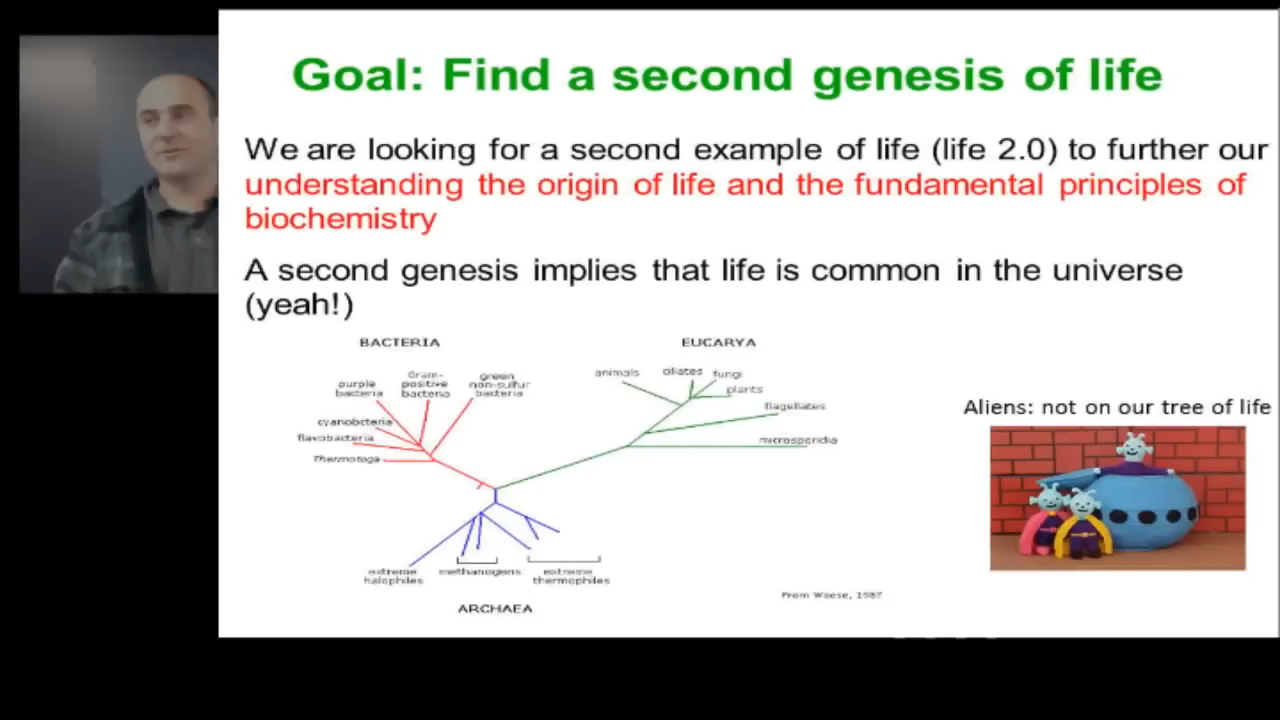 Goal: Find a second genesis of life
We are looking for a second example of life (life 2.0) to further our
understanding the origin of life and the fundamental principles of
biochemistry
A second genesis implies that life is common in the universe
(yeah!)
BACTERIA
purple
bacteria
Gram-
positive
bacteria
green
non-sulfur
bacteria
cyanobcteria
flavobacteria
Thermotoga
EUCARYA
animals
ciliates
fungi
plants
flagellates
microsporidia
Aliens: not on our tree of life
extreme
halophiles
methanogens
extreme
thermophiles
ARCHAEA
From Woese, 1987